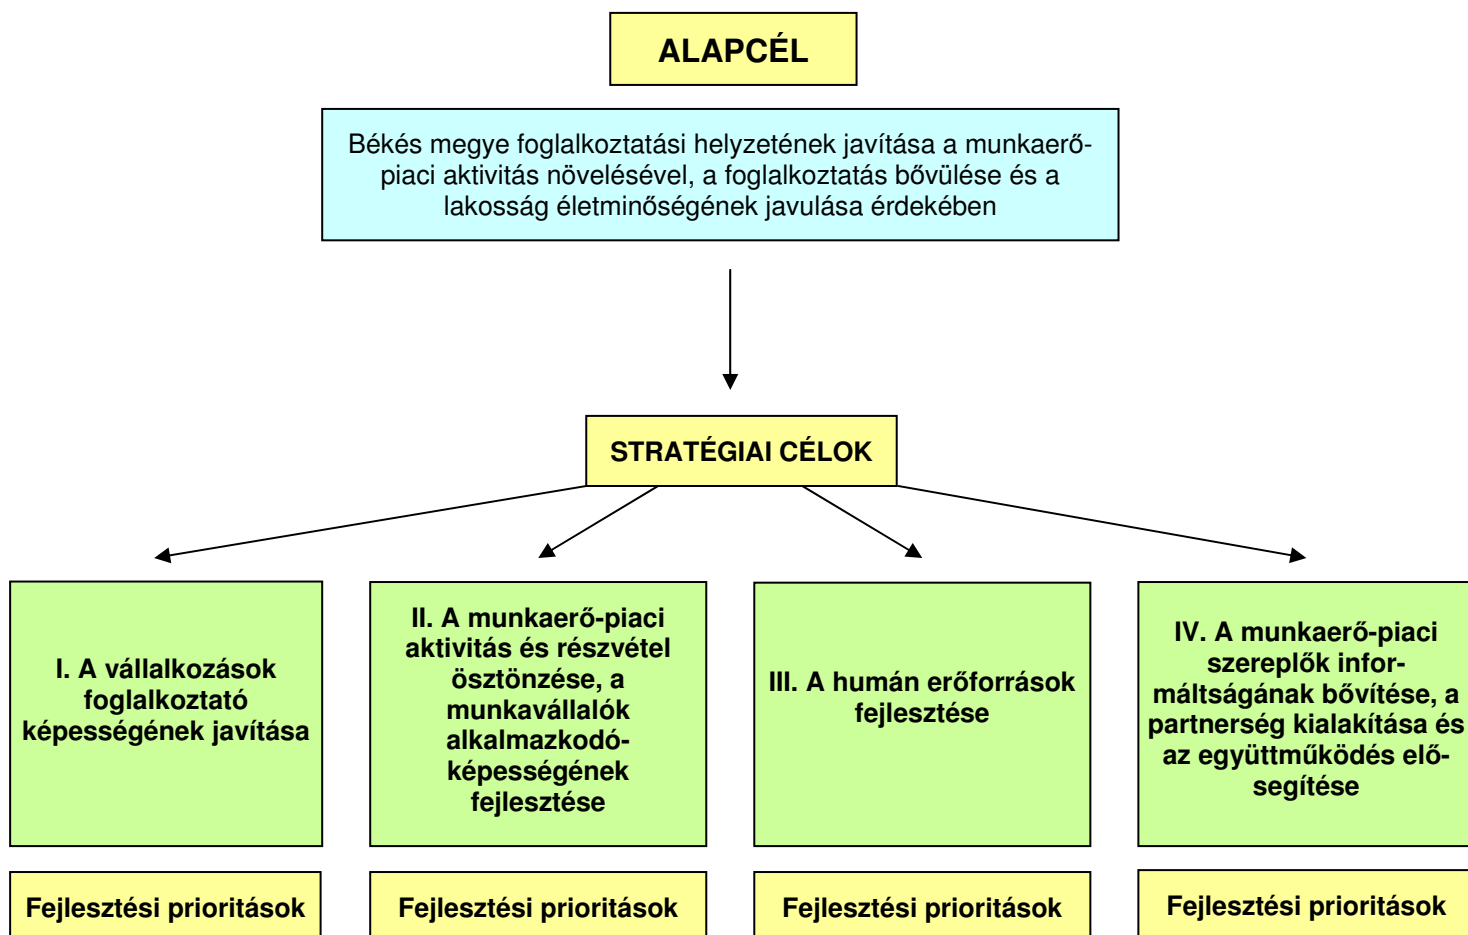 ALAPCÉL
Békés megye foglalkoztatási helyzetének javítása a munkaerő-
piaci aktivitás növelésével, a foglalkoztatás bővülése és a
lakosság életminőségének javulása érdekében
STRATÉGIAI CÉLOK
I. A vállalkozások
foglalkoztató
képességének javítása
II. A munkaerő-piaci
aktivitás és részvétel
ösztönzése, a
munkavállalók
alkalmazkodó-
képességének
fejlesztése
III. A humán erőforrások
fejlesztése
IV. A munkaerő-piaci
szereplők infor-
máltságának bővítése, a
partnerség kialakítása és
az együttműködés elő-
segítése
Fejlesztési prioritások
Fejlesztési prioritások
Fejlesztési prioritások
Fejlesztési prioritások